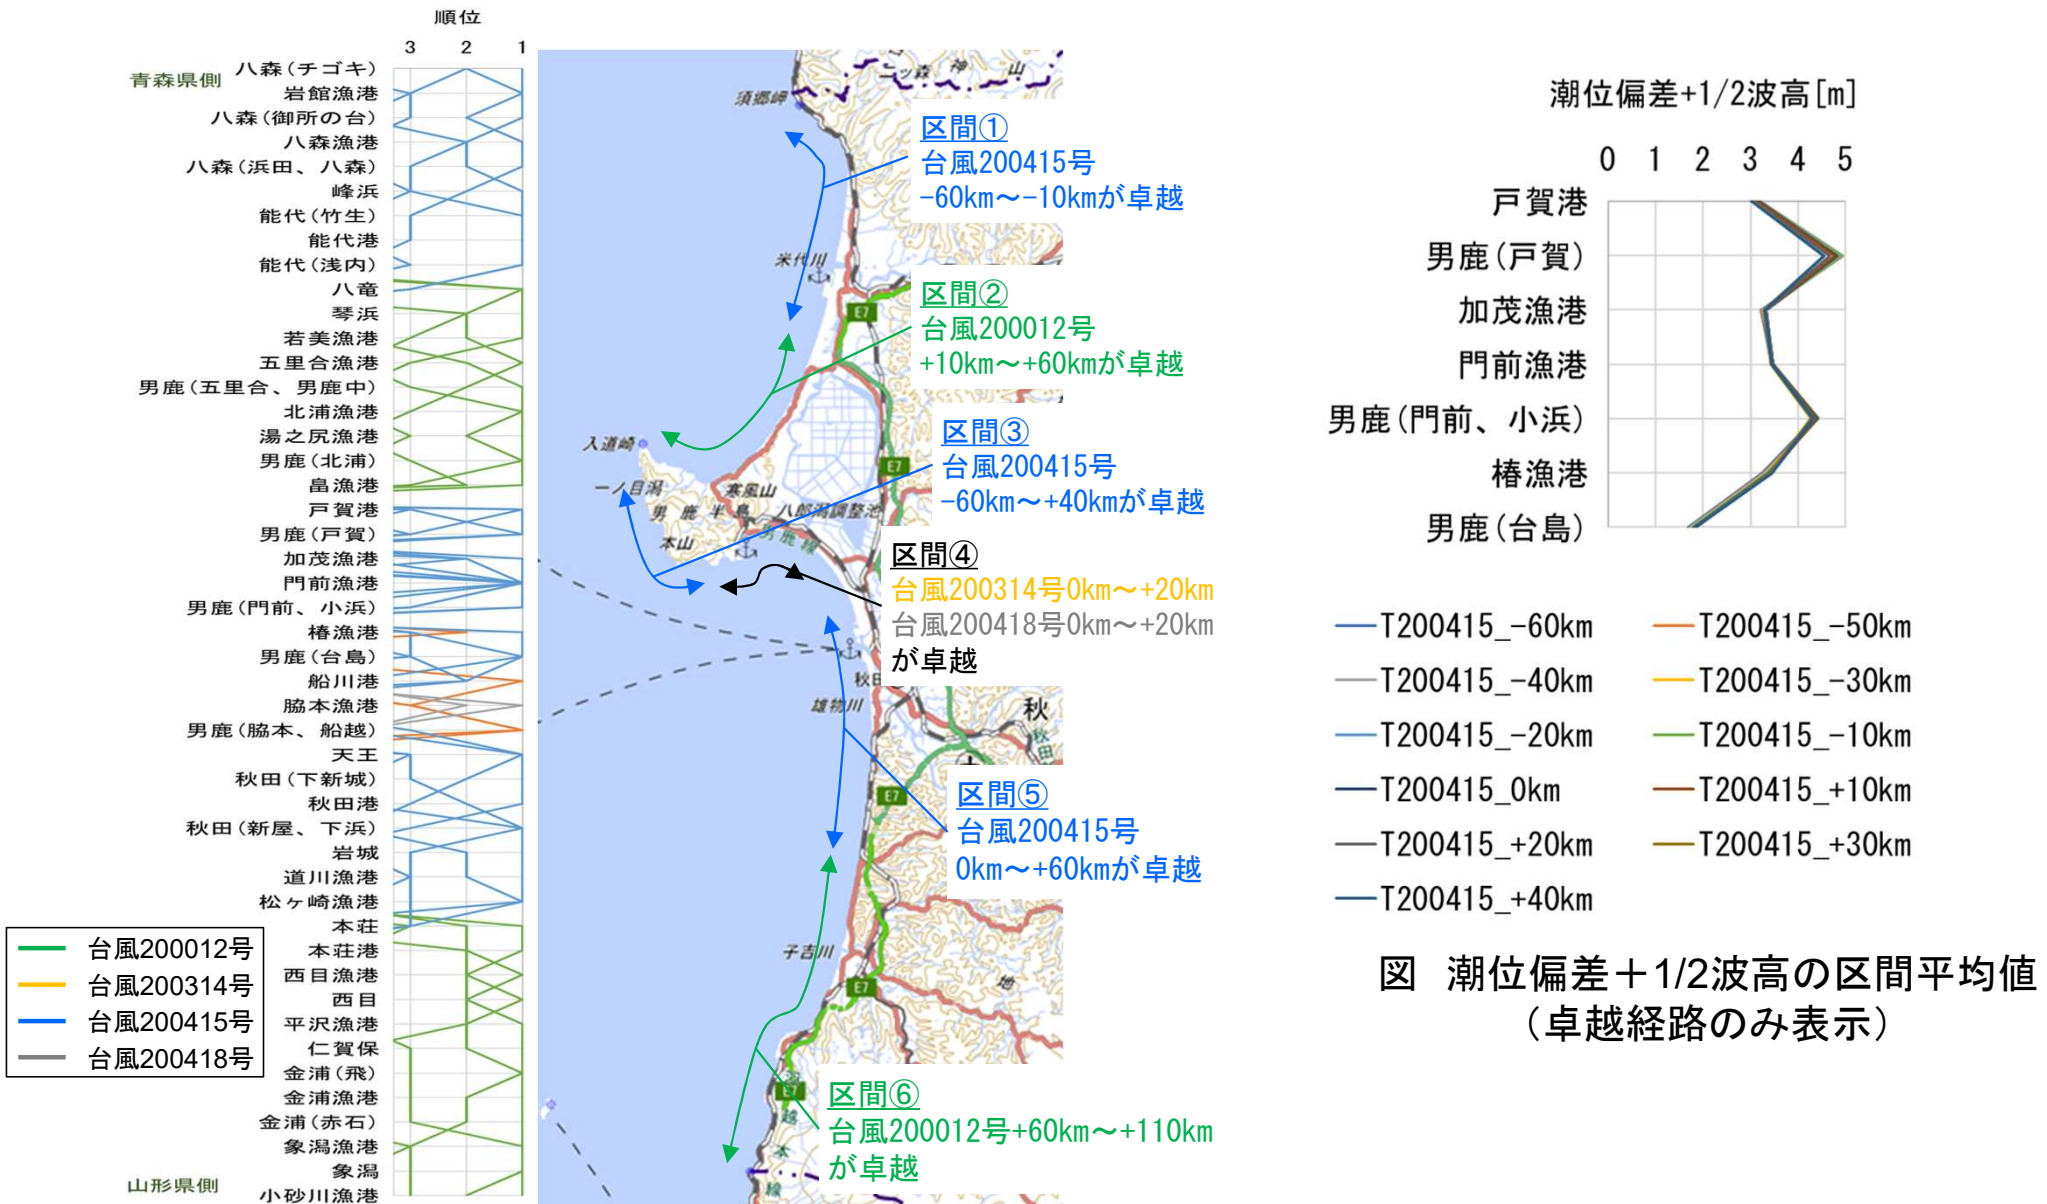 順位
3 2 1
青森県側
八森(チゴキ)
岩館漁港
八森(御所の台)
八森漁港
八森(浜田、八森)
峰浜
能代(竹生)
能代港
能代(浅内)
八竜
琴浜
若美漁港
五里合漁港
男鹿(五里合、男鹿中)
北浦漁港
湯之尻漁港
男鹿(北浦)
畠漁港
戸賀港
男鹿(戸賀)
加茂漁港
門前漁港
男鹿(門前、小浜)
椿漁港
男鹿(台島)
船川港
脇本漁港
男鹿(脇本、船越)
天王
秋田(下新城)
秋田港
秋田(新屋、下浜)
岩城
道川漁港
松ヶ崎漁港
本荘
本荘港
西目漁港
西目
平沢漁港
仁賀保
金浦(飛)
金浦漁港
金浦(赤石)
象潟漁港
象潟
小砂川漁港
山形県側
台風200012号
台風200314号
台風200415号
台風200418号
二ッ森 神 山
須郷岬
米代川
E7
入道崎
一ノ目潟
寒風山
男鹿半島
八郎潟調整池
本山
男鹿線
E7
秋田
雄物川
秋
秋田
E7
子吉川
E7
地
E7
羽越本線
区間①
台風200415号
-60km～-10kmが卓越
区間②
台風200012号
+10km～+60kmが卓越
区間③
台風200415号
-60km～+40kmが卓越
区間④
台風200314号0km～+20km
台風200418号0km～+20km
が卓越
区間⑤
台風200415号
0km～+60kmが卓越
区間⑥
台風200012号+60km～+110km
が卓越
潮位偏差+1/2波高[m]
0 1 2 3 4 5
戸賀港
男鹿(戸賀)
加茂漁港
門前漁港
男鹿(門前、小浜)
椿漁港
男鹿(台島)
T200415_-60km
T200415_-50km
T200415_-40km
T200415_-30km
T200415_-20km
T200415_-10km
T200415_0km
T200415_+10km
T200415_+20km
T200415_+30km
T200415_+40km
図 潮位偏差＋1/2波高の区間平均値
（卓越経路のみ表示）